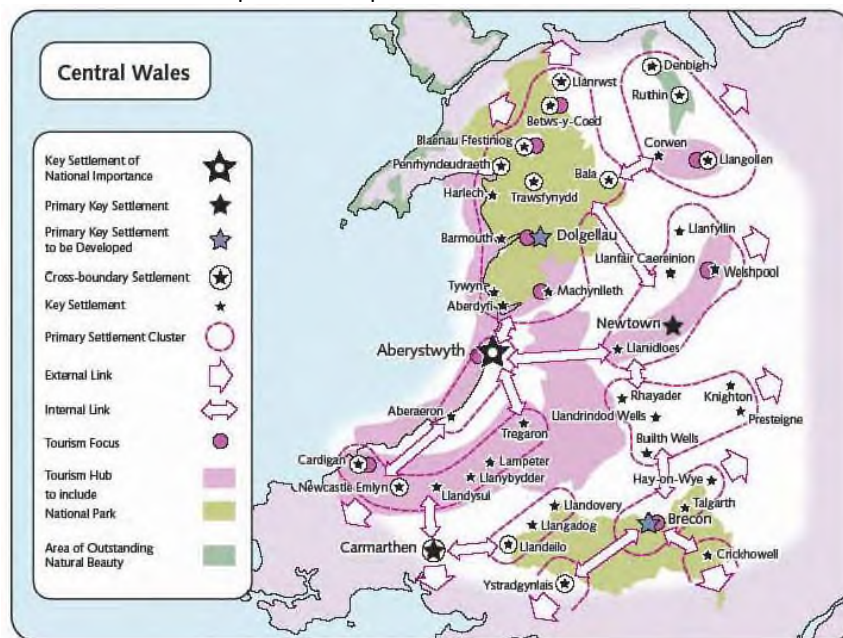 Central Wales
Key Settlement of
National Importance
Primary Key Settlement
Primary Key Settlement
to be Developed
Cross-boundary Settlement
Key Settlement
Primary Settlement Cluster
External Link
Internal Link
Tourism Focus
Tourism Hub
to include
National Park
Area of Outstanding
Natural Beauty
Denbigh
Llanrwst
Ruthin
Betws-y-Coed
Blaenau Ffestiniog
Corwen
Penrhyndeudraeth
Llangollen
Bala
Trawsfynydd
Harlech
Llanfyllin
Barmouth
Dolgellau
Llanfair Caereinion
Welshpool
Tywyne
Machynlleth
Aberdyfi
Newtown
Aberystwyth
Llanidloes
Rhayader
Knighton
Aberaeron
Llandrindod Wells
Presteigne
Tregaron
Builth Wells
Cardigan
Lampeter
Llanybydder
Hay-on-Wye
Newcastle Emlyn
Llandysul
Llandovery
Talgarth
Llangadog
Brecon
Carmarthen
Llandeilo
Crickhowell
Ystradgynlais